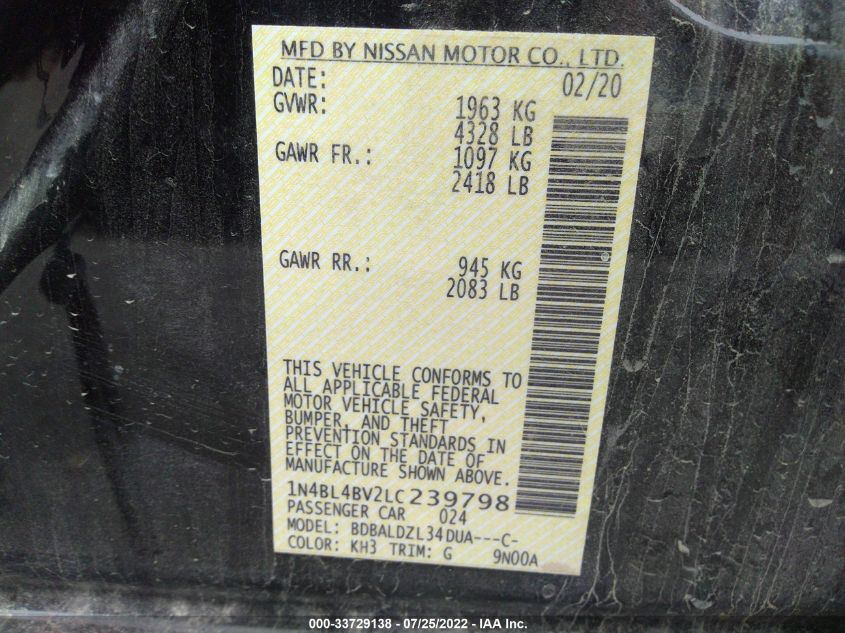 MFD BY NISSAN MOTOR CO., LTD.
DATE: 02/20
GVWR: 1963 KG
4328 LB
GAWR FR.: 1097 KG
2418 LB
GAWR RR.: 945 KG
2083 LB
THIS VEHICLE CONFORMS TO
ALL APPLICABLE FEDERAL
MOTOR VEHICLE SAFETY,
BUMPER, AND THEFT
PREVENTION STANDARDS IN
EFFECT ON THE DATE OF
MANUFACTURE SHOWN ABOVE.
1N4BL4BV2LC239798
PASSENGER CAR 024
MODEL: BDBALDZL34DUA---C-
COLOR: KH3 TRIM: G 9N00A
000-33729138 - 07/25/2022 - IAA Inc.